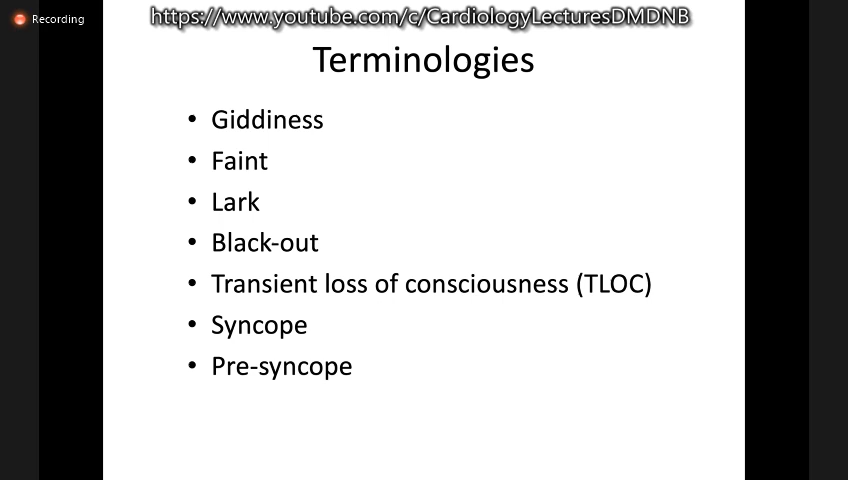 Recording
https://www.youtube.com/c/CardiologyLecturesDMDNB
Terminologies
• Giddiness
• Faint
• Lark
• Black-out
• Transient loss of consciousness (TLOC)
• Syncope
• Pre-syncope